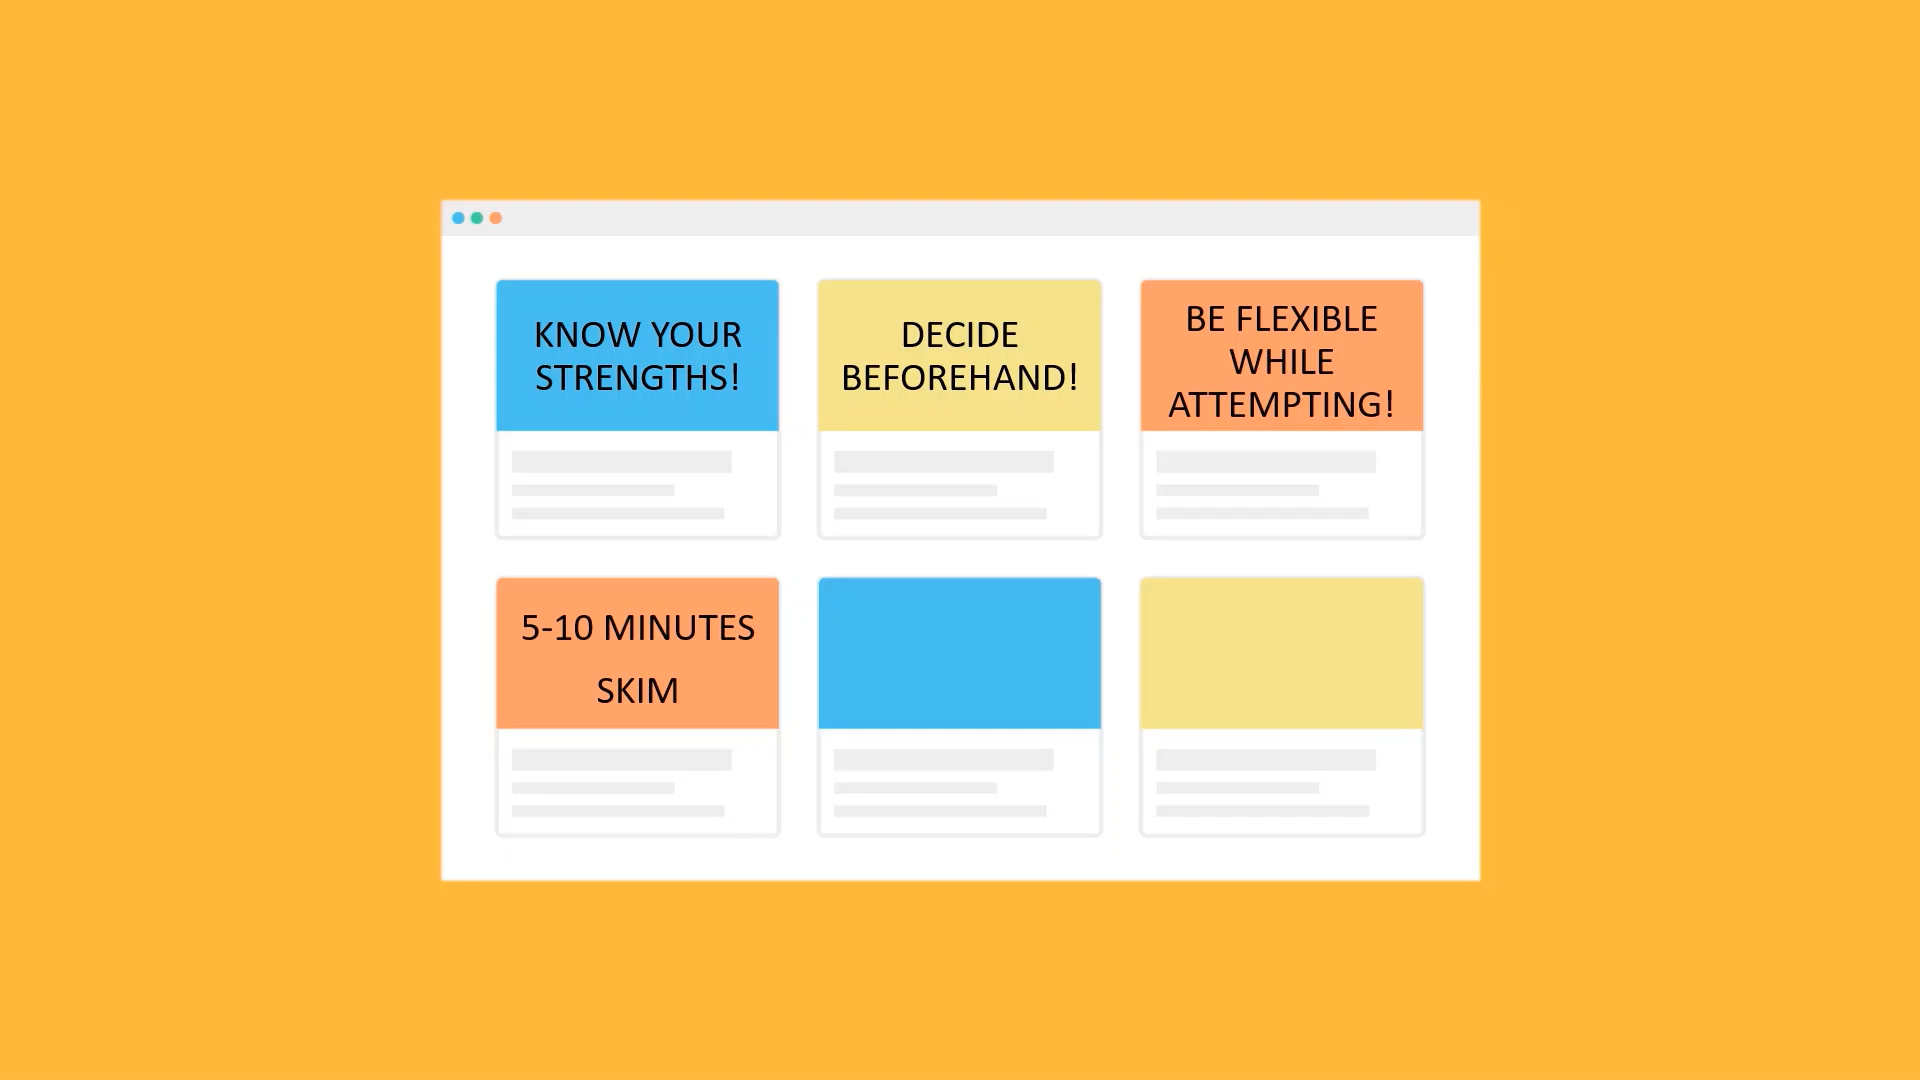 KNOW YOUR
STRENGTHS!
DECIDE
BEFOREHAND!
BE FLEXIBLE
WHILE
ATTEMPTING!
5-10 MINUTES
SKIM